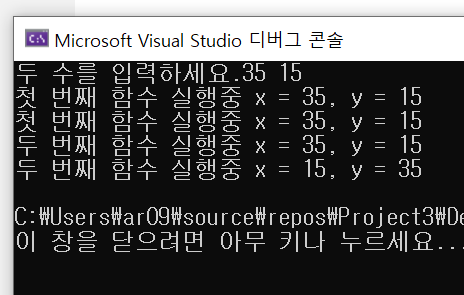 Microsoft Visual Studio 디버그 콘솔
두 수를 입력하세요.35 15
첫 번째 함수 실행중 x = 35, y = 15
첫 번째 함수 실행중 x = 35, y = 15
두 번째 함수 실행중 x = 35, y = 15
두 번째 함수 실행중 x = 15, y = 35
C:₩Users₩ar09₩source₩repos₩Project3₩De
이 창을 닫으려면 아무 키나 누르세요...